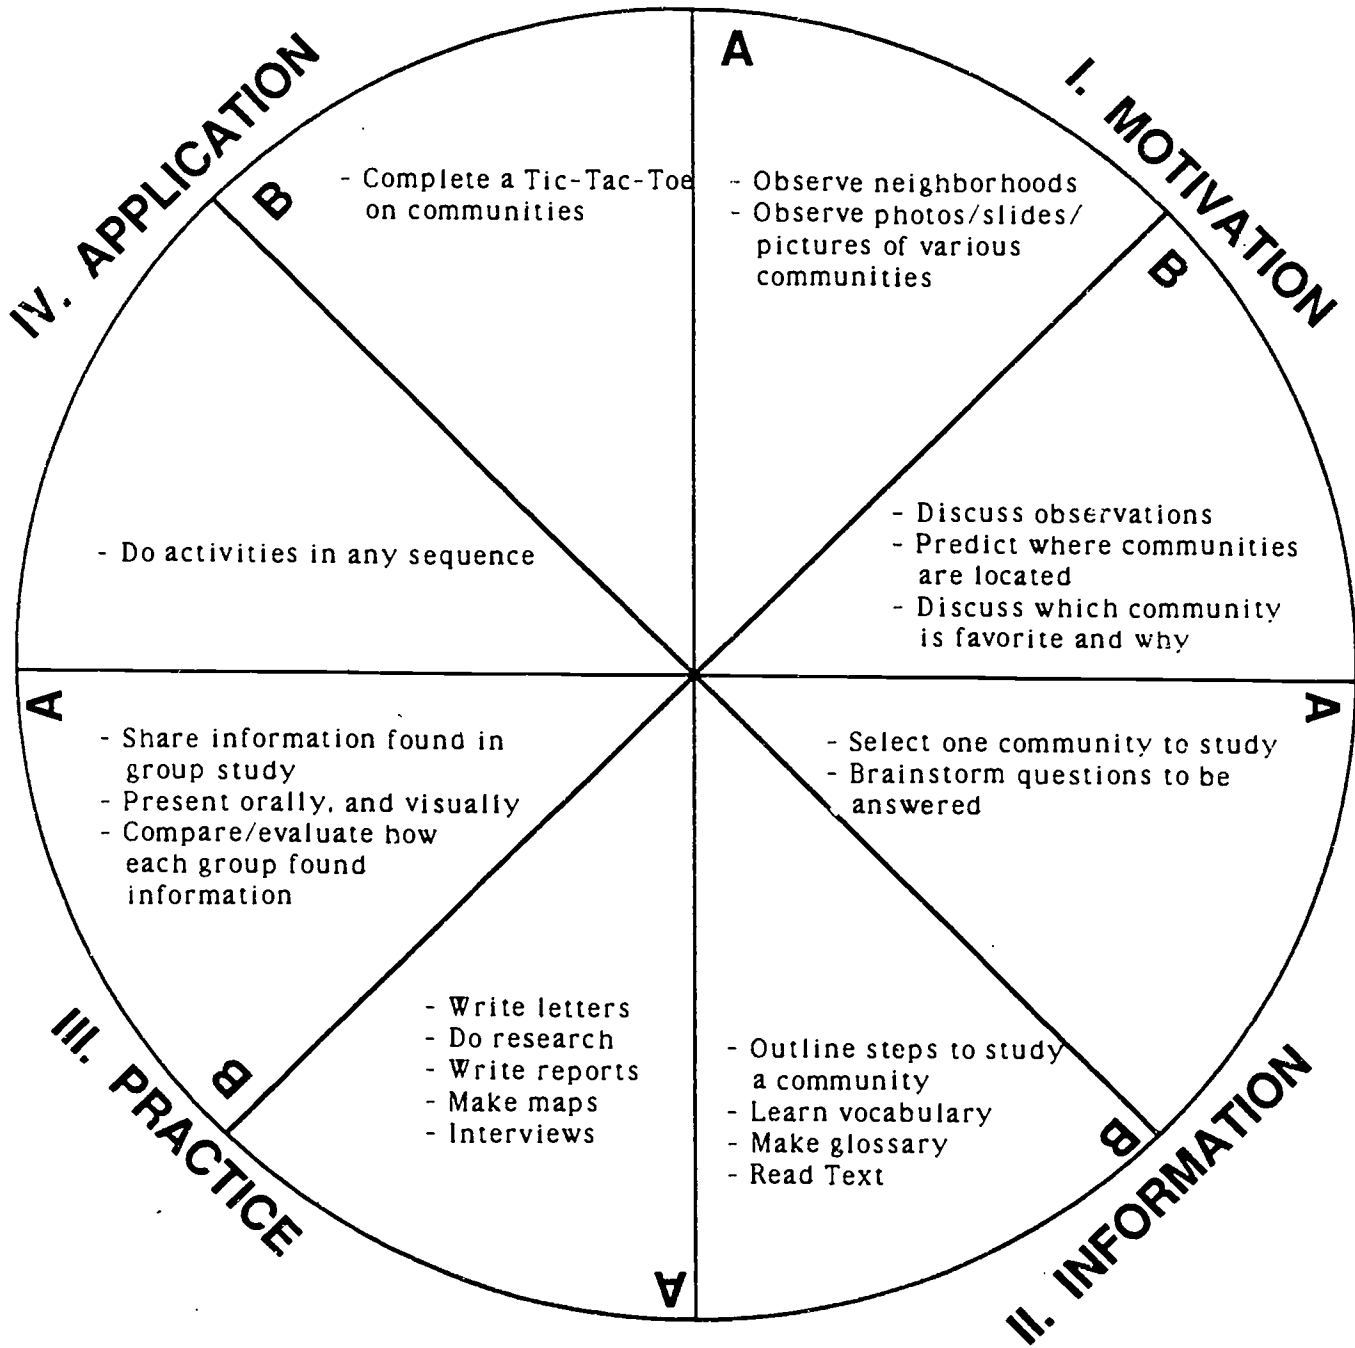 I. MOTIVATION
A
- Observe neighborhoods
- Observe photos/slides/
pictures of various
communities
B
- Discuss observations
- Predict where communities
are located
- Discuss which community
is favorite and why
II. INFORMATION
A
- Select one community to study
- Brainstorm questions to be
answered
B
- Outline steps to study
a community
- Learn vocabulary
- Make glossary
- Read Text
III. PRACTICE
A
- Write letters
- Do research
- Write reports
- Make maps
- Interviews
B
- Share information found in
group study
- Present orally, and visually
- Compare/evaluate how
each group found
information
IV. APPLICATION
A
- Do activities in any sequence
B
- Complete a Tic-Tac-Toe
on communities